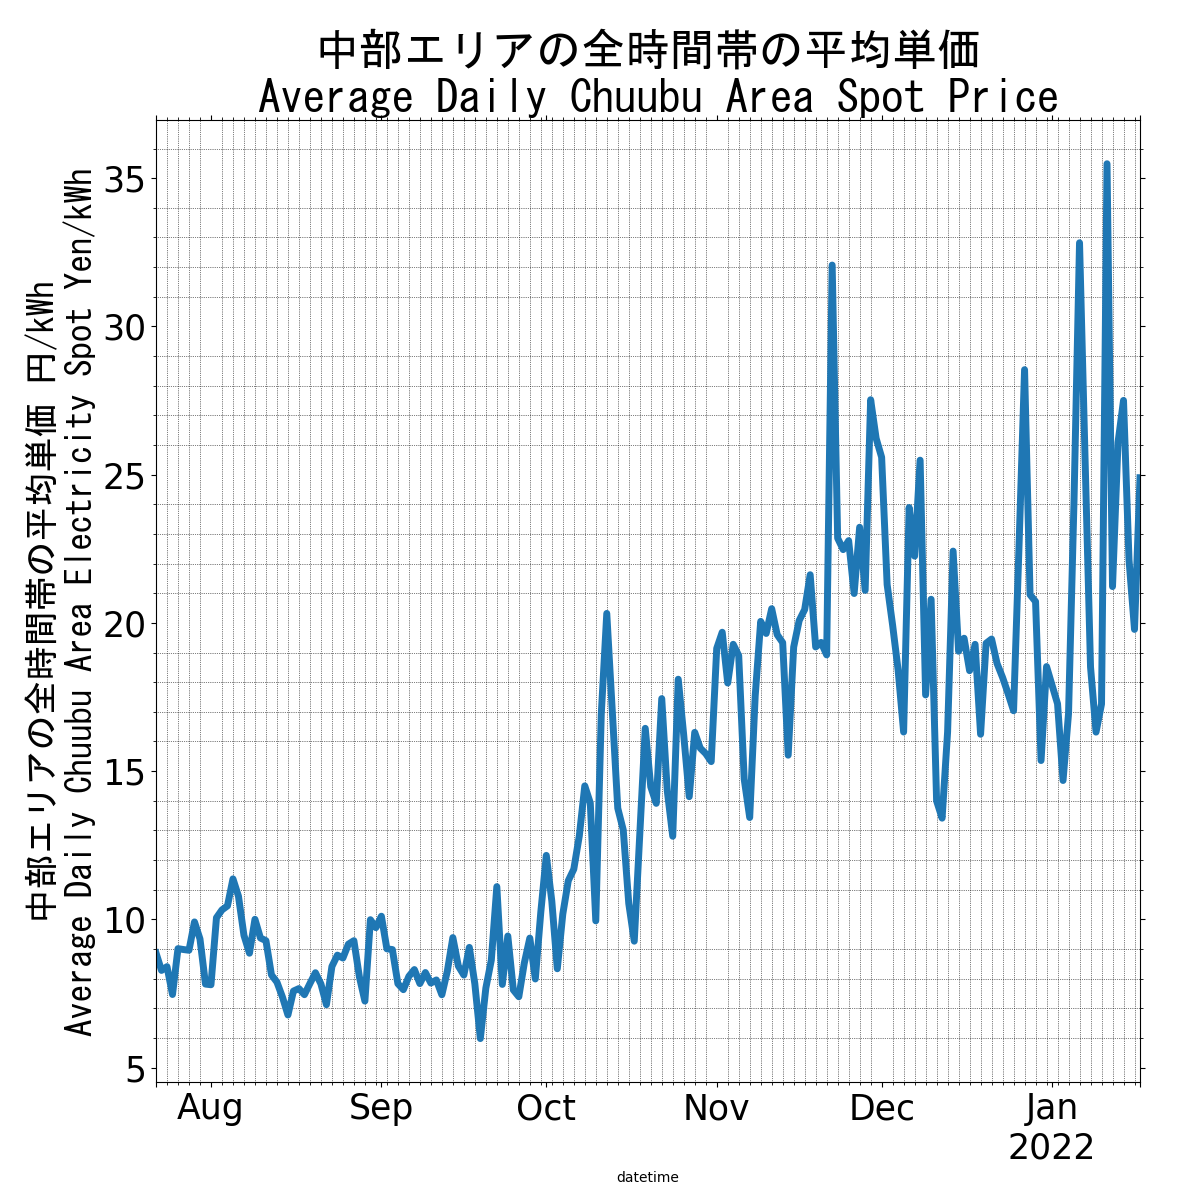 中部エリアの全時間帯の平均単価
Average Daily Chuubu Area Spot Price
中部エリアの全時間帯の平均単価 円/kWh
Average Daily Chuubu Area Electricity Spot Yen/kWh
35
30
25
20
15
10
5
Aug Sep Oct Nov Dec Jan
2022
datetime